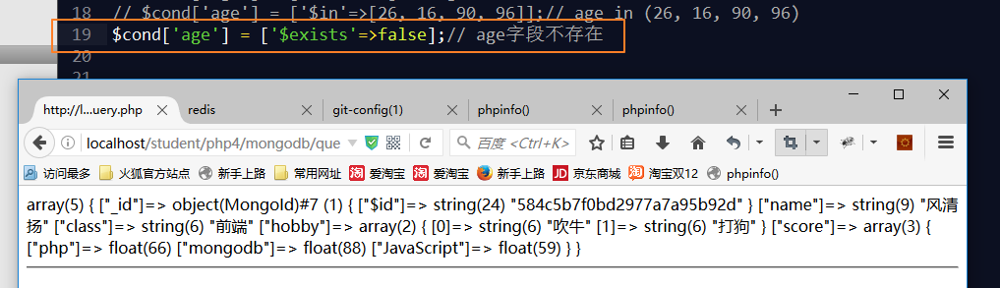 18 // $cond['age'] = ['$in'=>[26, 16, 90, 96]];// age in (26, 16, 90, 96)
19 $cond['age'] = ['$exists'=>false];// age字段不存在
20
21
http://l...uery.php redis git-config(1) phpinfo() phpinfo()
localhost/student/php4/mongodb/que 百度 <Ctrl+K>
访问最多 火狐官方站点 新手上路 常用网址 淘 爱淘宝 淘 爱淘宝 新手上路 JD 京东商城 淘 淘宝双12 phpinfo()
array(5) { ["_id"]=> object(MongoId)#7 (1) { ["$id"]=> string(24) "584c5b7f0bd2977a7a95b92d" } ["name"]=> string(9) "风清
扬" ["class"]=> string(6) "前端" ["hobby"]=> array(2) { [0]=> string(6) "吹牛" [1]=> string(6) "打狗" } ["score"]=> array(3) {
["php"]=> float(66) ["mongodb"]=> float(88) ["JavaScript"]=> float(59) } }